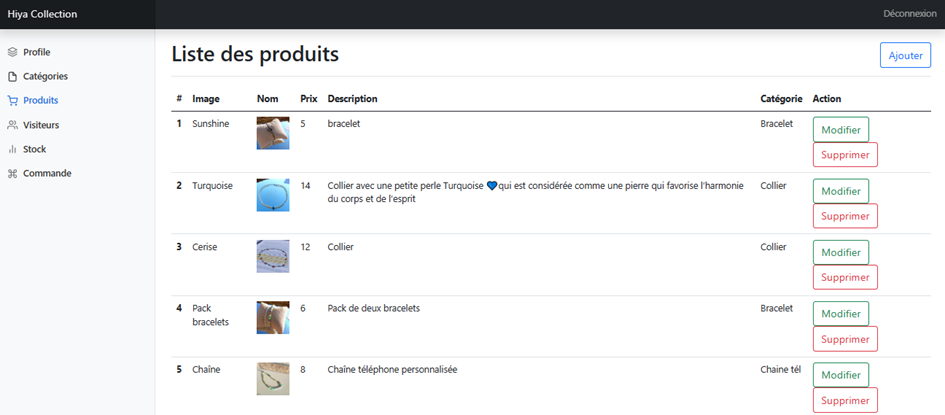 Hiya Collection
Déconnexion
Profile
Catégories
Produits
Visiteurs
Stock
Commande
Liste des produits
Ajouter
# Image Nom Prix Description Catégorie Action
1 Sunshine 5 bracelet Bracelet Modifier
Supprimer
2 Turquoise 14 Collier avec une petite perle Turquoise 💙qui est considérée comme une pierre qui favorise l'harmonie Collier Modifier
du corps et de l'esprit
Supprimer
3 Cerise 12 Collier Collier Modifier
Supprimer
4 Pack 6 Pack de deux bracelets Bracelet Modifier
bracelets
Supprimer
5 Chaîne 8 Chaîne téléphone personnalisée Chaine tél Modifier
Supprimer